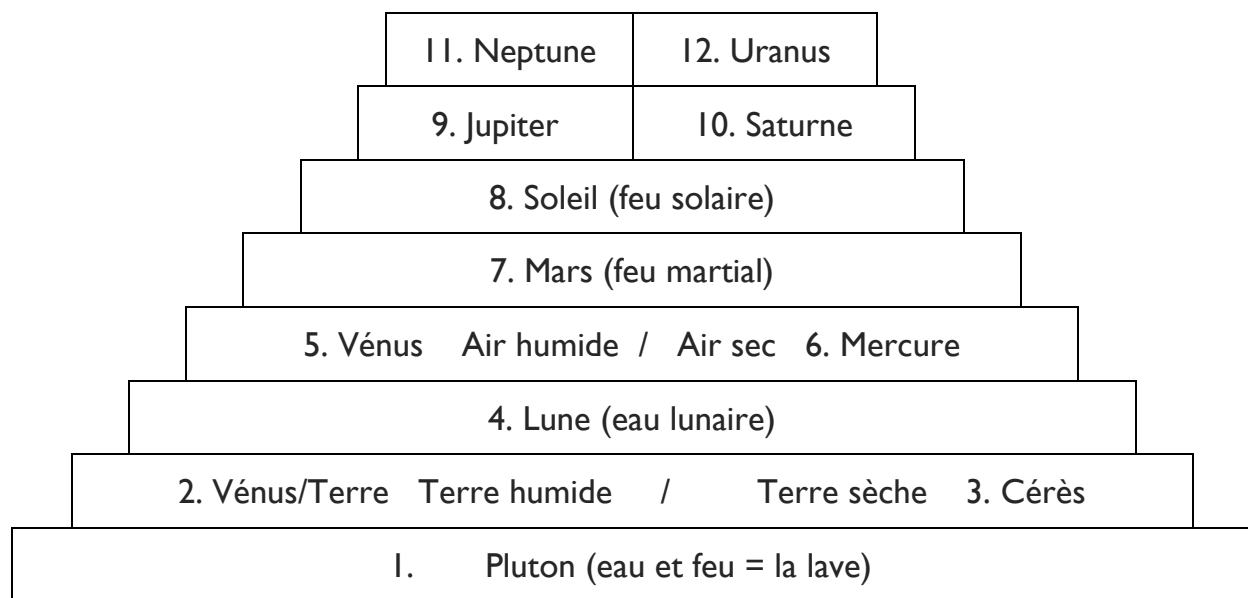 11. Neptune 12. Uranus
9. Jupiter 10. Saturne
8. Soleil (feu solaire)
7. Mars (feu martial)
5. Vénus Air humide / Air sec 6. Mercure
4. Lune (eau lunaire)
2. Vénus/Terre Terre humide / Terre sèche 3. Cérès
1. Pluton (eau et feu = la lave)